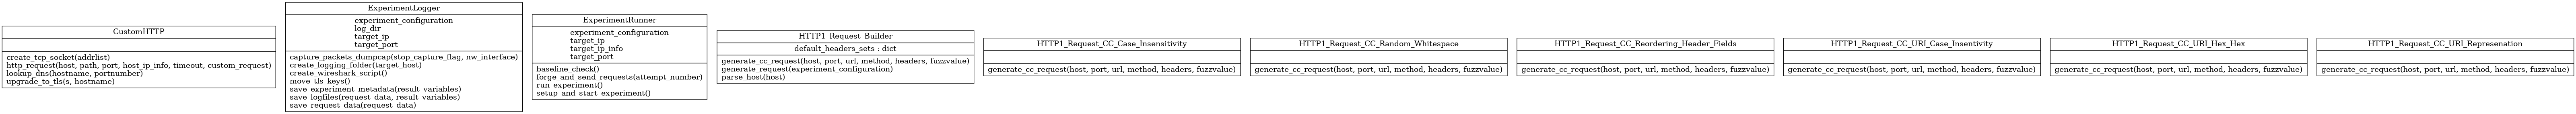 CustomHTTP
create_tcp_socket(addrlist)
http_request(host, path, port, host_ip_info, timeout, custom_request)
lookup_dns(hostname, portnumber)
upgrade_to_tls(s, hostname)
ExperimentLogger
experiment_configuration
log_dir
target_ip
target_port
capture_packets_dumpcap(stop_capture_flag, nw_interface)
create_logging_folder(target_host)
create_wireshark_script()
move_tls_keys()
save_experiment_metadata(result_variables)
save_logfiles(request_data, result_variables)
save_request_data(request_data)
ExperimentRunner
experiment_configuration
target_ip
target_ip_info
target_port
baseline_check()
forge_and_send_requests(attempt_number)
run_experiment()
setup_and_start_experiment()
HTTP1_Request_Builder
default_headers_sets : dict
generate_cc_request(host, port, url, method, headers, fuzzvalue)
generate_request(experiment_configuration)
parse_host(host)
HTTP1_Request_CC_Case_Insensitivity
generate_cc_request(host, port, url, method, headers, fuzzvalue)
HTTP1_Request_CC_Random_Whitespace
generate_cc_request(host, port, url, method, headers, fuzzvalue)
HTTP1_Request_CC_Reordering_Header_Fields
generate_cc_request(host, port, url, method, headers, fuzzvalue)
HTTP1_Request_CC_URI_Case_Insentivity
generate_cc_request(host, port, url, method, headers, fuzzvalue)
HTTP1_Request_CC_URI_Hex_Hex
generate_cc_request(host, port, url, method, headers, fuzzvalue)
HTTP1_Request_CC_URI_Represenation
generate_cc_request(host, port, url, method, headers, fuzzvalue)